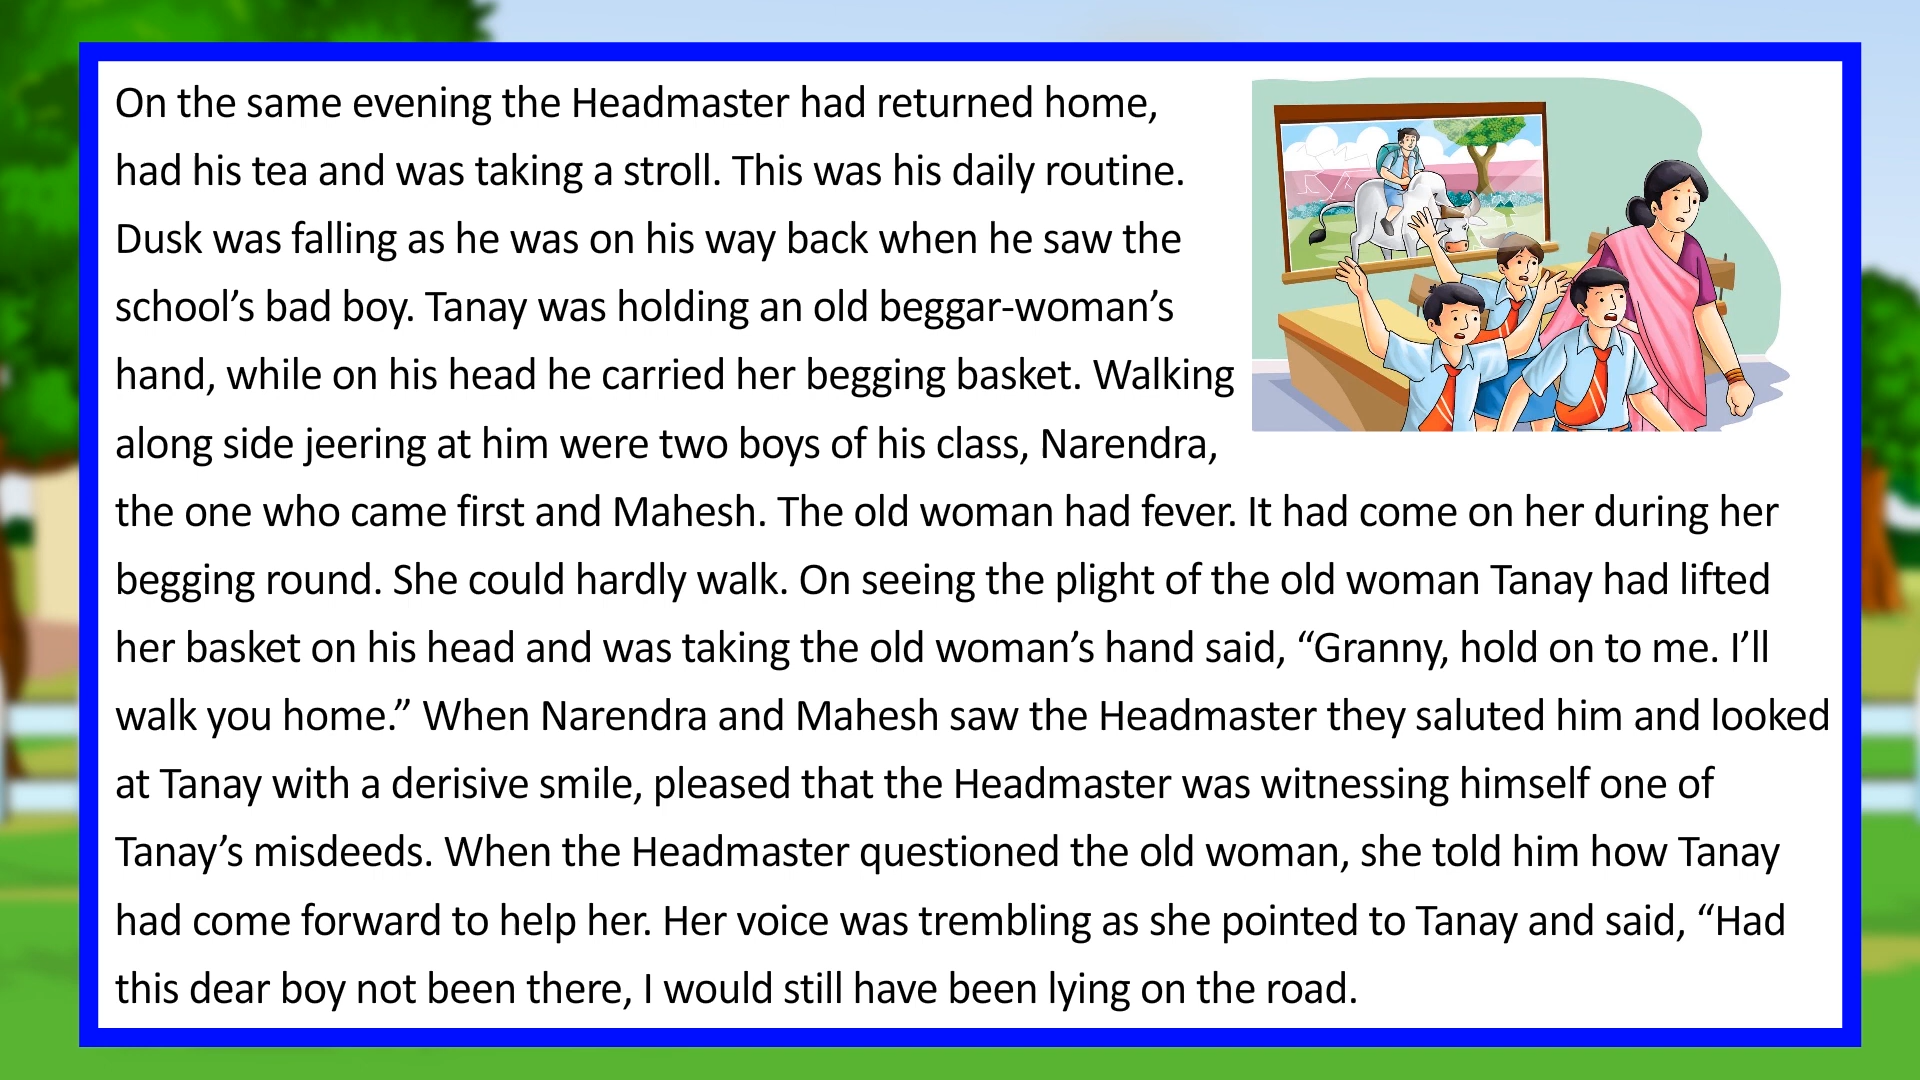 On the same evening the Headmaster had returned home,
had his tea and was taking a stroll. This was his daily routine.
Dusk was falling as he was on his way back when he saw the
school’s bad boy. Tanay was holding an old beggar-woman’s
hand, while on his head he carried her begging basket. Walking
along side jeering at him were two boys of his class, Narendra,
the one who came first and Mahesh. The old woman had fever. It had come on her during her
begging round. She could hardly walk. On seeing the plight of the old woman Tanay had lifted
her basket on his head and was taking the old woman’s hand said, “Granny, hold on to me. I’ll
walk you home.” When Narendra and Mahesh saw the Headmaster they saluted him and looked
at Tanay with a derisive smile, pleased that the Headmaster was witnessing himself one of
Tanay’s misdeeds. When the Headmaster questioned the old woman, she told him how Tanay
had come forward to help her. Her voice was trembling as she pointed to Tanay and said, “Had
this dear boy not been there, I would still have been lying on the road.